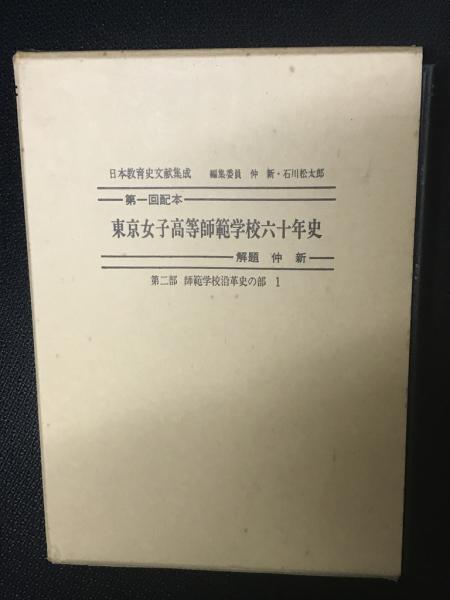 日本教育史文献集成 編集委員 仲 新・石川松太郎
第一回配本
東京女子高等師範学校六十年史
解題 仲 新
第二部 師範学校沿革史の部 1